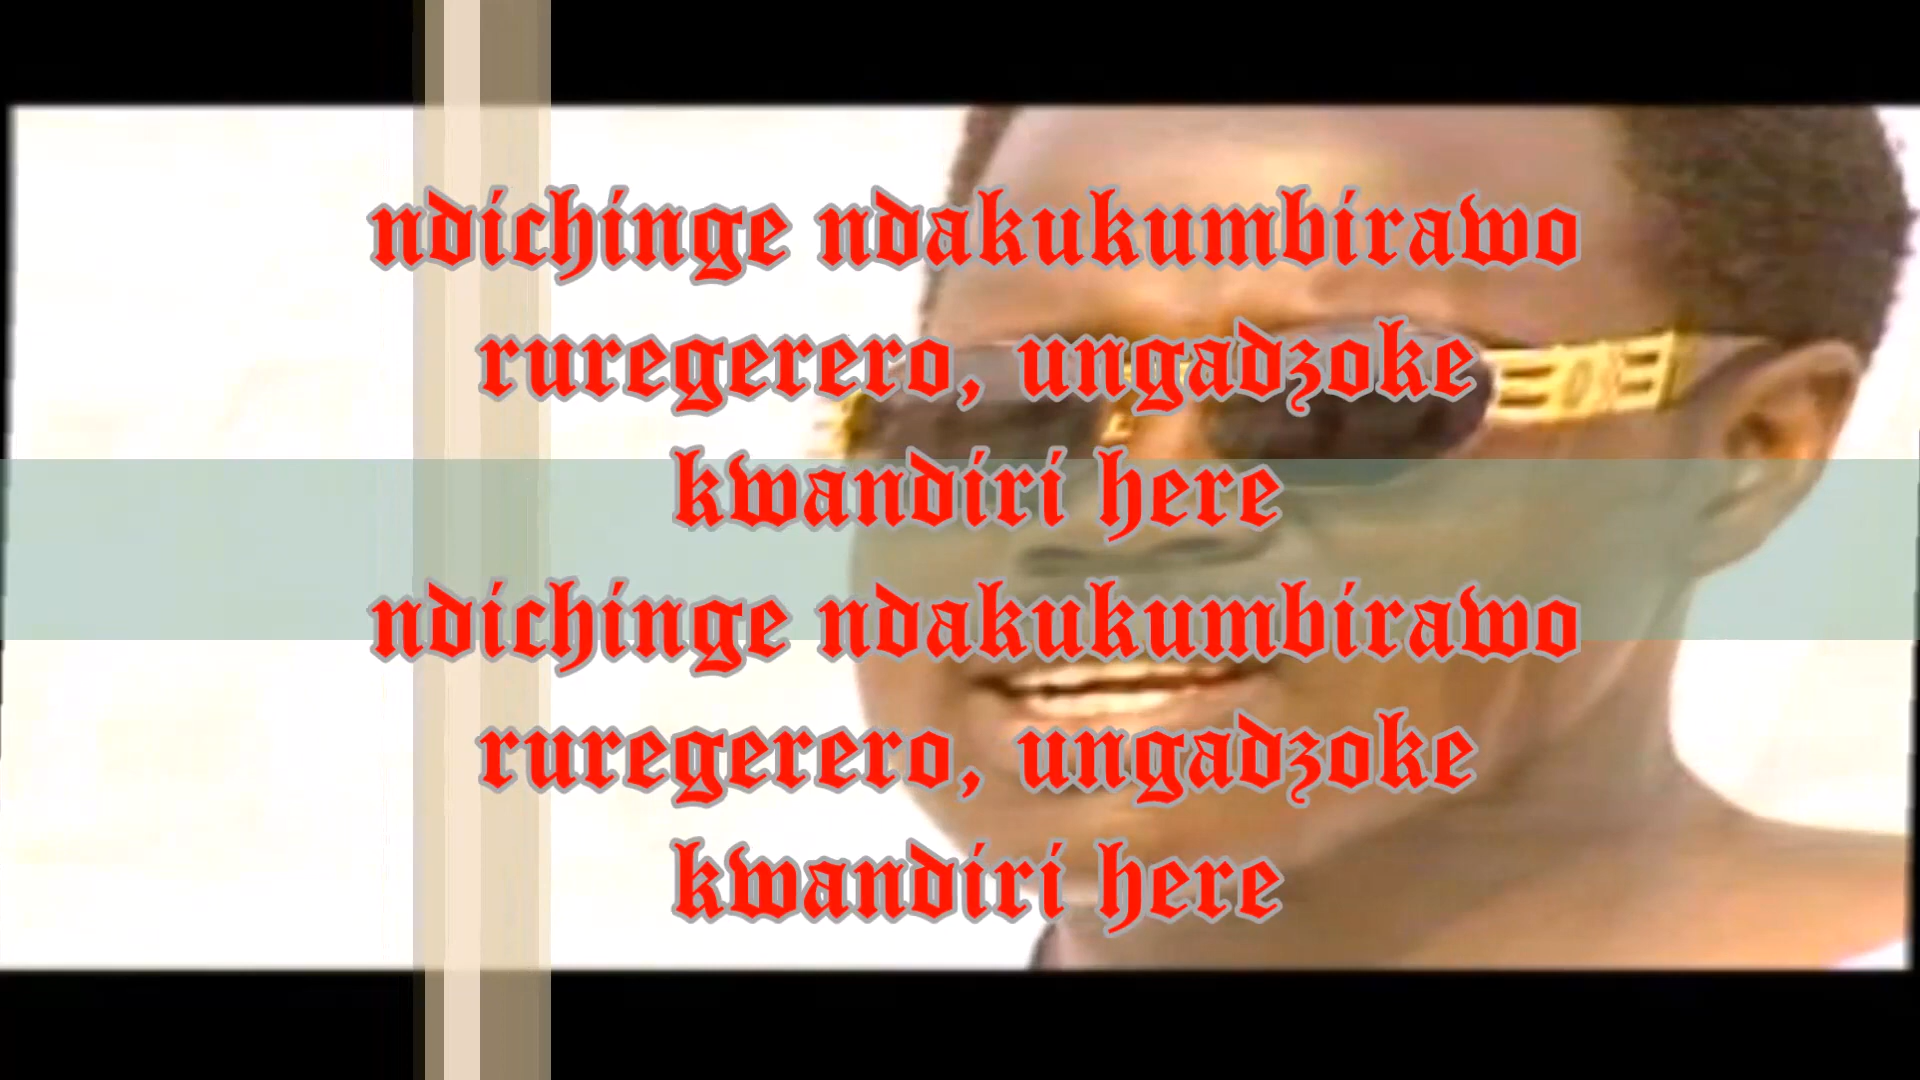 ndichinge ndakukumbirawo
ruregerero, ungadzoke
kwandiri here
ndichinge ndakukumbirawo
ruregerero, ungadzoke
kwandiri here